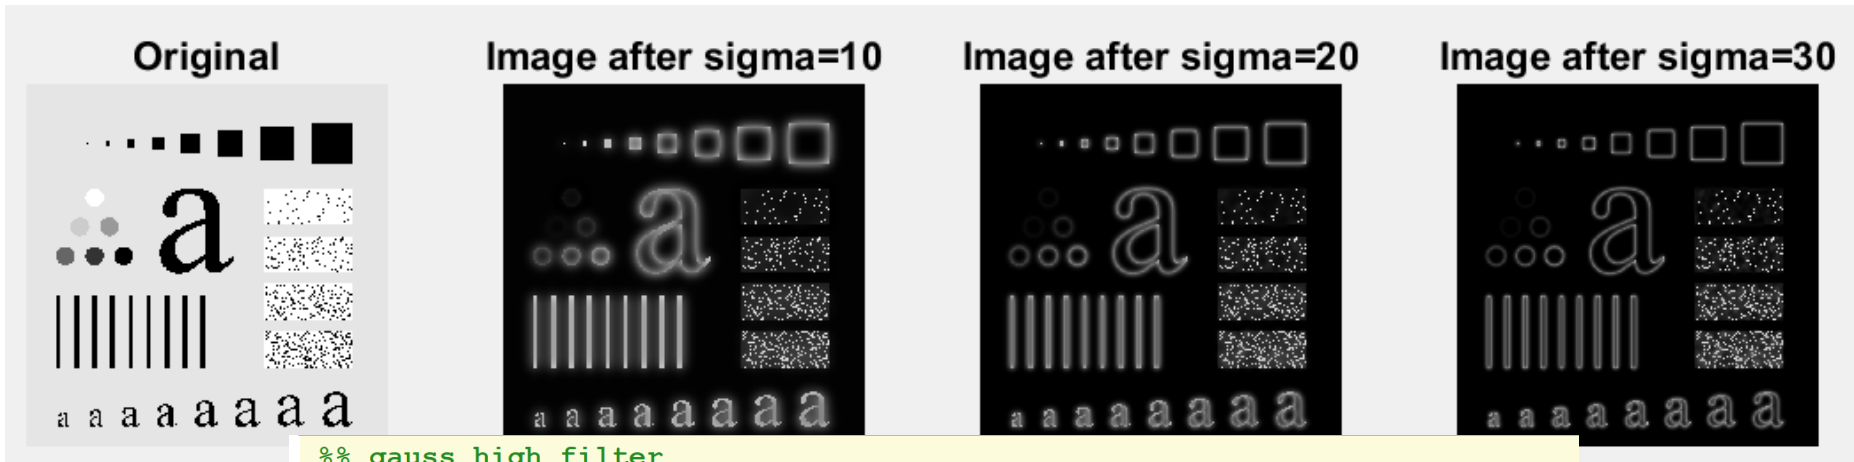 Original
Image after sigma=10
Image after sigma=20
Image after sigma=30
a
a a a a a a a a
a
a a a a a a a a
a
a a a a a a a a
a
a a a a a a a a
%% gauss high filter